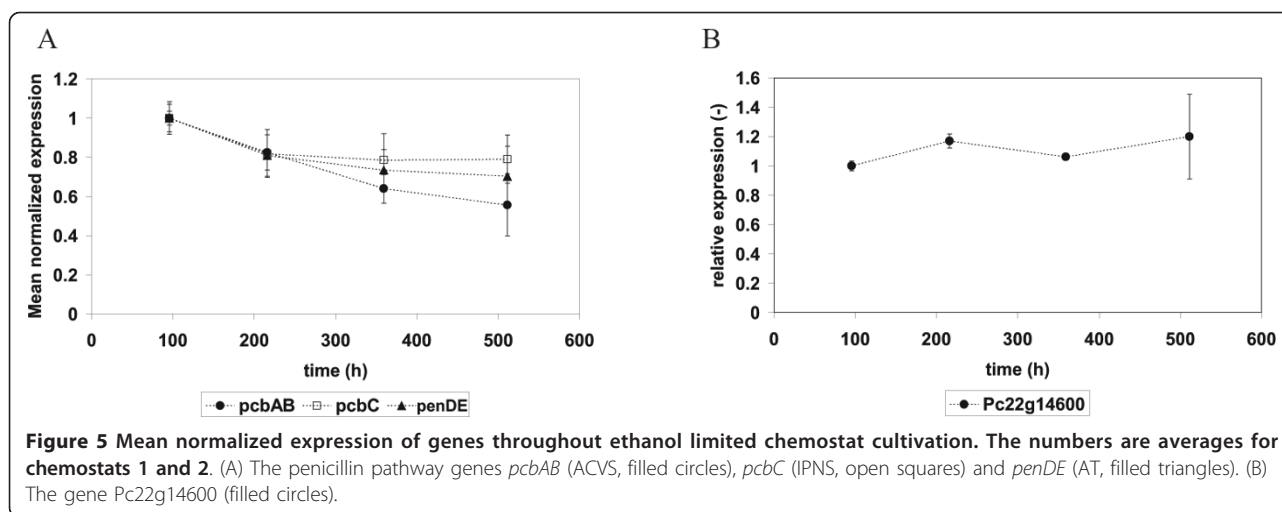 A
Mean normalized expression
1.2
1
0.8
0.6
0.4
0.2
0
0 100 200 300 400 500 600
time (h)
pcbAB pcbC penDE
B
relative expression (-)
1.6
1.4
1.2
1
0.8
0.6
0.4
0.2
0
0 100 200 300 400 500 600
time (h)
Pc22g14600
Figure 5 Mean normalized expression of genes throughout ethanol limited chemostat cultivation. The numbers are averages for
chemostats 1 and 2. (A) The penicillin pathway genes pcbAB (ACVS, filled circles), pcbC (IPNS, open squares) and penDE (AT, filled triangles). (B)
The gene Pc22g14600 (filled circles).